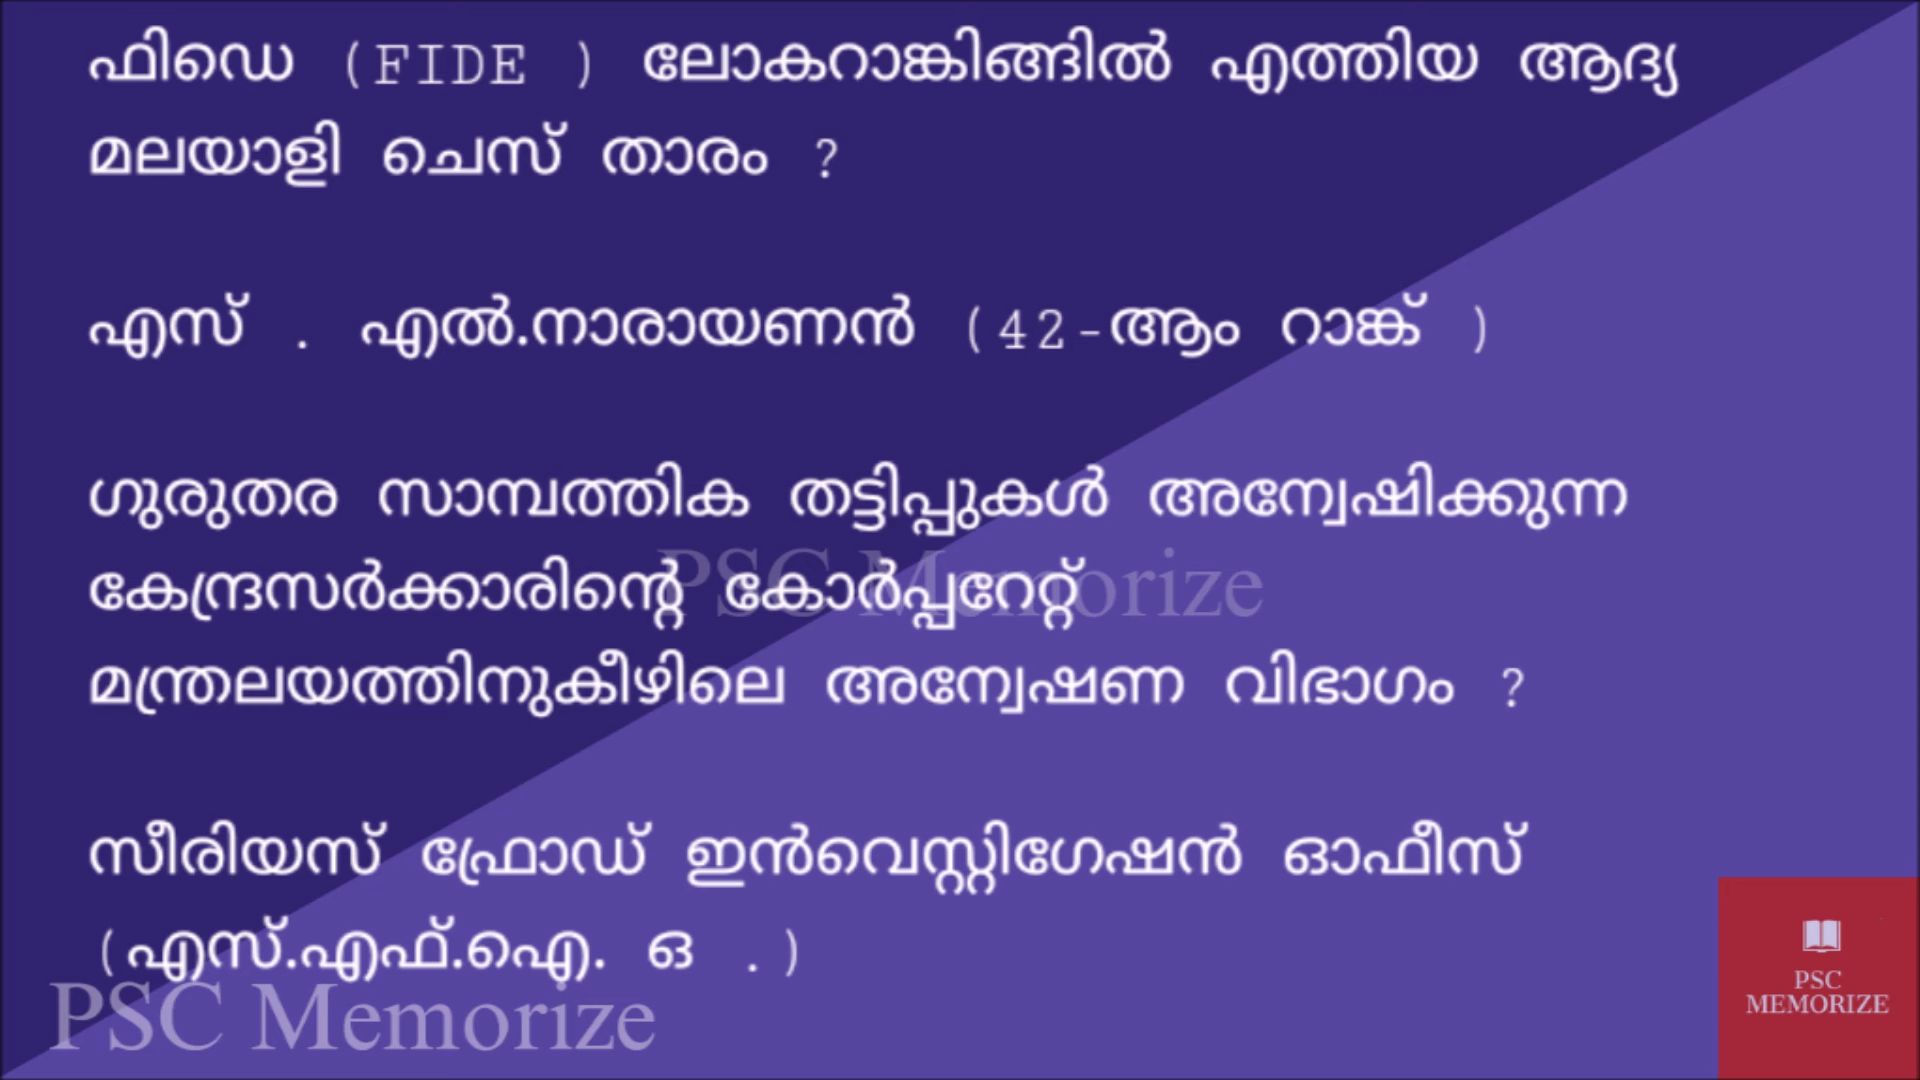 ഫിഡെ (FIDE ) ലോകറാങ്കിങ്ങിൽ എത്തിയ ആദ്യ
മലയാളി ചെസ് താരം ?
എസ് . എൽ.നാരായണൻ (42-ആം റാങ്ക് )
ഗുരുതര സാമ്പത്തിക തട്ടിപ്പുകൾ അന്വേഷിക്കുന്ന
കേന്ദ്രസർക്കാരിന്റെ കോർപ്പറേറ്റ്
മന്ത്രലയത്തിനുകീഴിലെ അന്വേഷണ വിഭാഗം ?
PSC Memorize
സീരിയസ് ഫ്രോഡ് ഇൻവെസ്റ്റിഗേഷൻ ഓഫീസ്
(എസ്.എഫ്.ഐ. ഒ .)
PSC Memorize
PSC
MEMORIZE